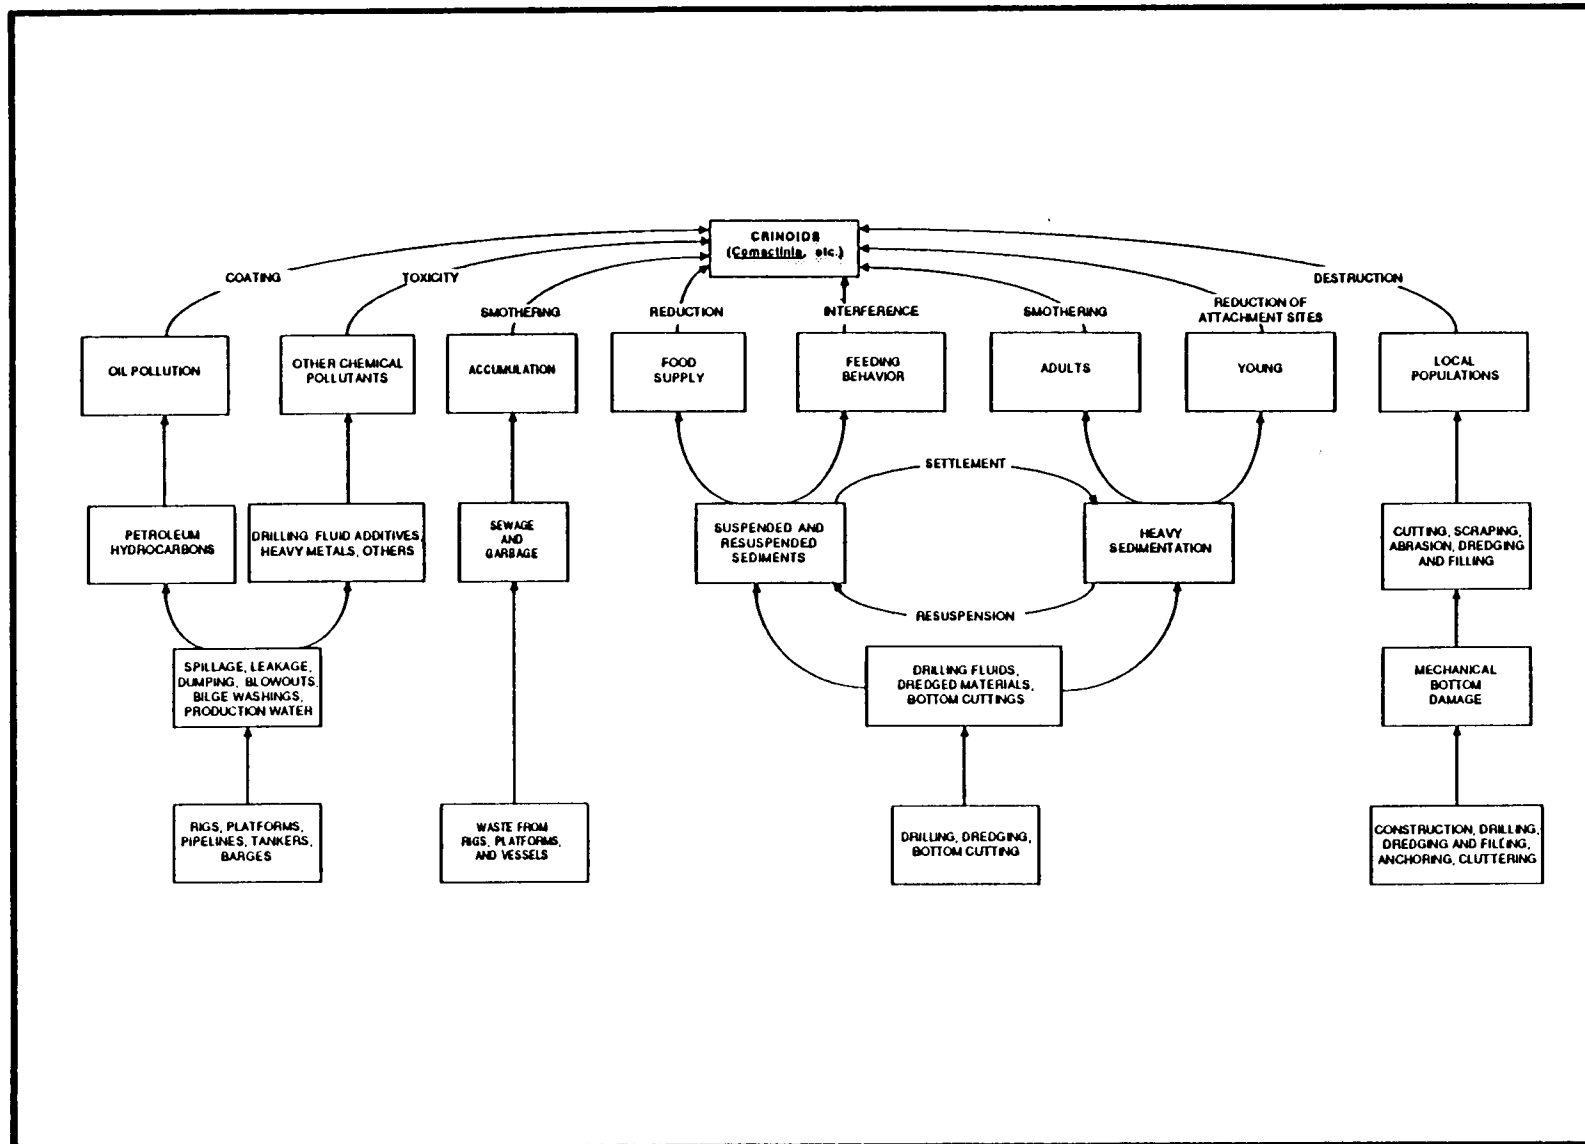 CRINOIDS
(Comactinia, etc.)
COATING
TOXICITY
DESTRUCTION
SMOTHERING
REDUCTION
INTERFERENCE
SMOTHERING
REDUCTION OF
ATTACHMENT SITES
OIL POLLUTION
OTHER CHEMICAL
POLLUTANTS
ACCUMULATION
FOOD
SUPPLY
FEEDING
BEHAVIOR
ADULTS
YOUNG
LOCAL
POPULATIONS
SETTLEMENT
PETROLEUM
HYDROCARBONS
DRILLING FLUID ADDITIVES,
HEAVY METALS, OTHERS
SEWAGE
AND
GARBAGE
SUSPENDED AND
RESUSPENDED
SEDIMENTS
HEAVY
SEDIMENTATION
CUTTING, SCRAPING,
ABRASION, DREDGING
AND FILLING
RESUSPENSION
SPILLAGE, LEAKAGE,
DUMPING, BLOWOUTS,
BILGE WASHINGS,
PRODUCTION WATER
DRILLING FLUIDS,
DREDGED MATERIALS,
BOTTOM CUTTINGS
MECHANICAL
BOTTOM
DAMAGE
RIGS, PLATFORMS,
PIPELINES, TANKERS,
BARGES
WASTE FROM
RIGS, PLATFORMS,
AND VESSELS
DRILLING, DREDGING,
BOTTOM CUTTING
CONSTRUCTION, DRILLING,
DREDGING AND FILLING,
ANCHORING, CLUTTERING